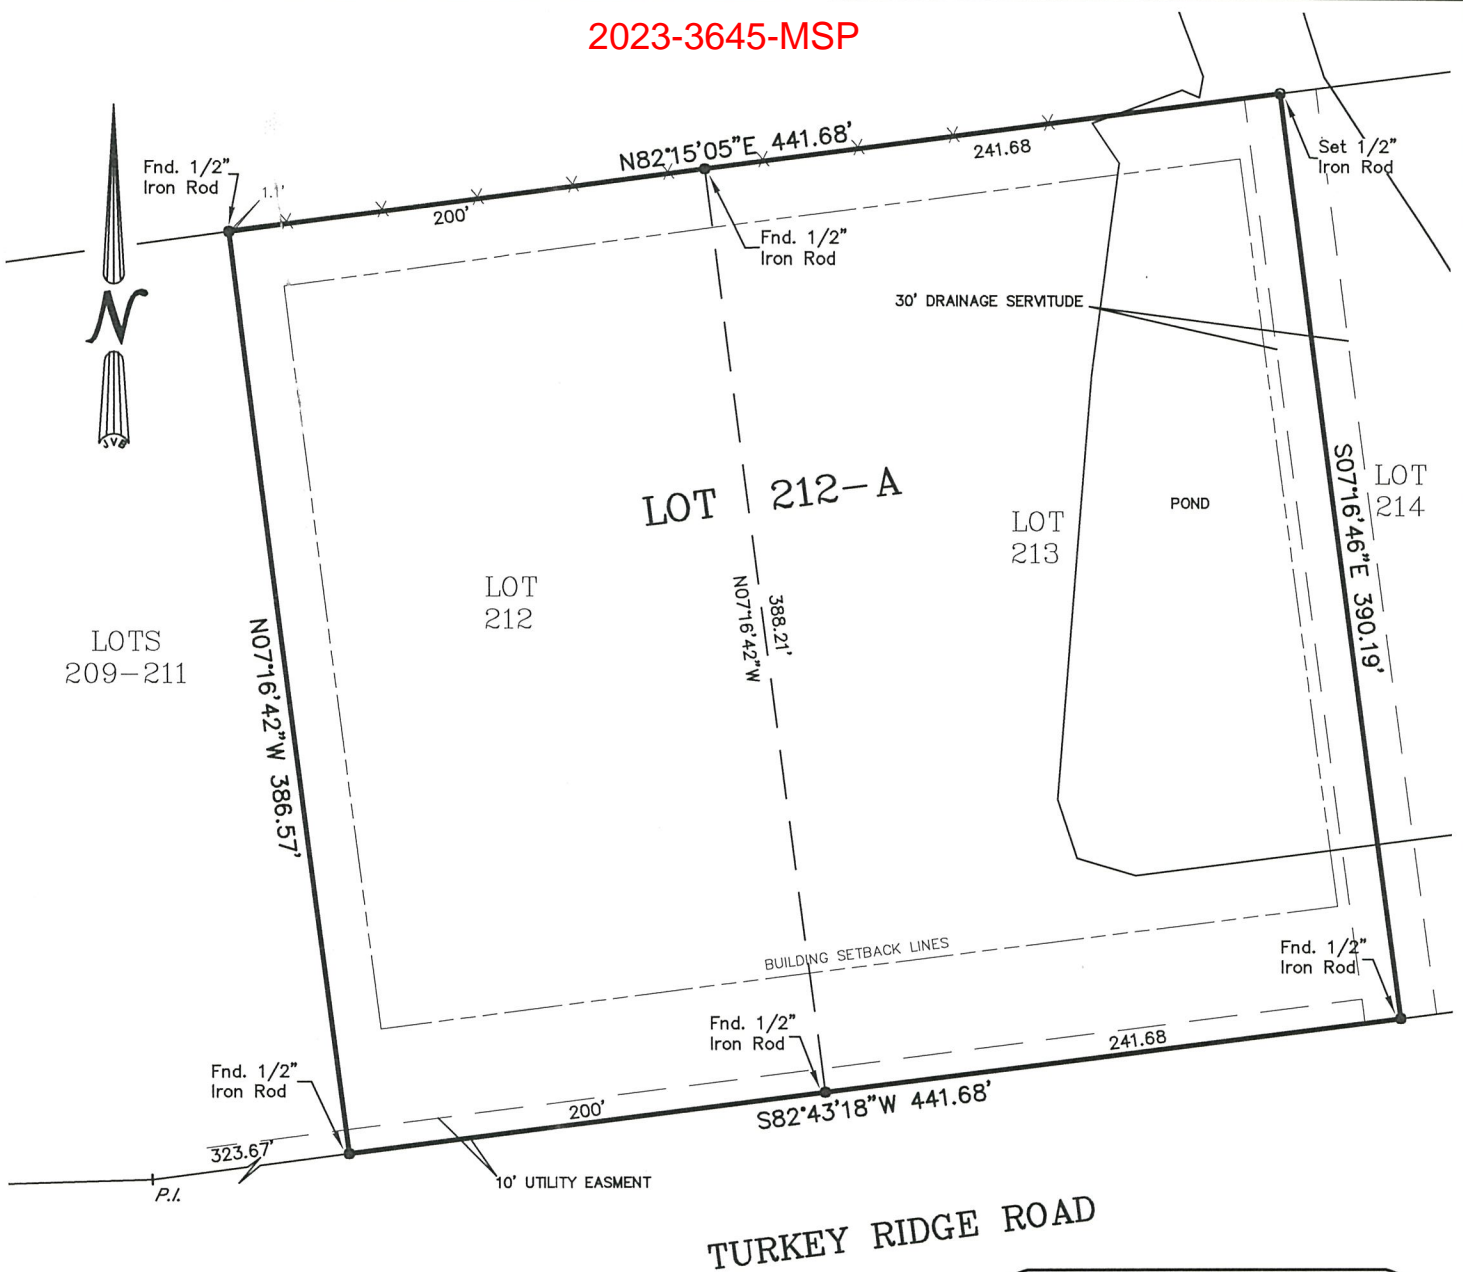 2023-3645-MSP
Fnd. 1/2"
Iron Rod
1.1'
N82°15'05"E 441.68'
200'
241.68
Set 1/2"
Iron Rod
Fnd. 1/2"
Iron Rod
N
JVB
30' DRAINAGE SERVITUDE
LOT 212-A
POND
LOT
213
LOT
214
S07°16'46"E 390.19'
LOT
212
388.21'
N07°16'42"W
LOTS
209-211
N07°16'42"W 386.57'
BUILDING SETBACK LINES
Fnd. 1/2"
Iron Rod
Fnd. 1/2"
Iron Rod
241.68
Fnd. 1/2"
Iron Rod
200'
S82°43'18"W 441.68'
323.67'
P.I.
10' UTILITY EASMENT
TURKEY RIDGE ROAD